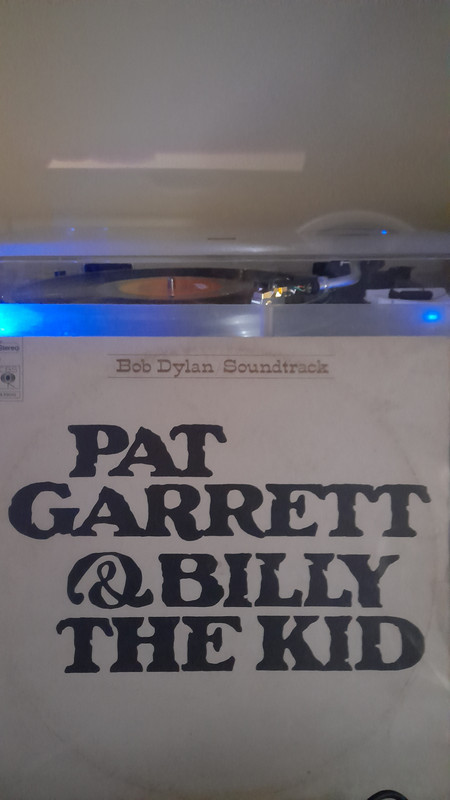 Bob Dylan Soundtrack
PAT
GARRETT
& BILLY
THE KID